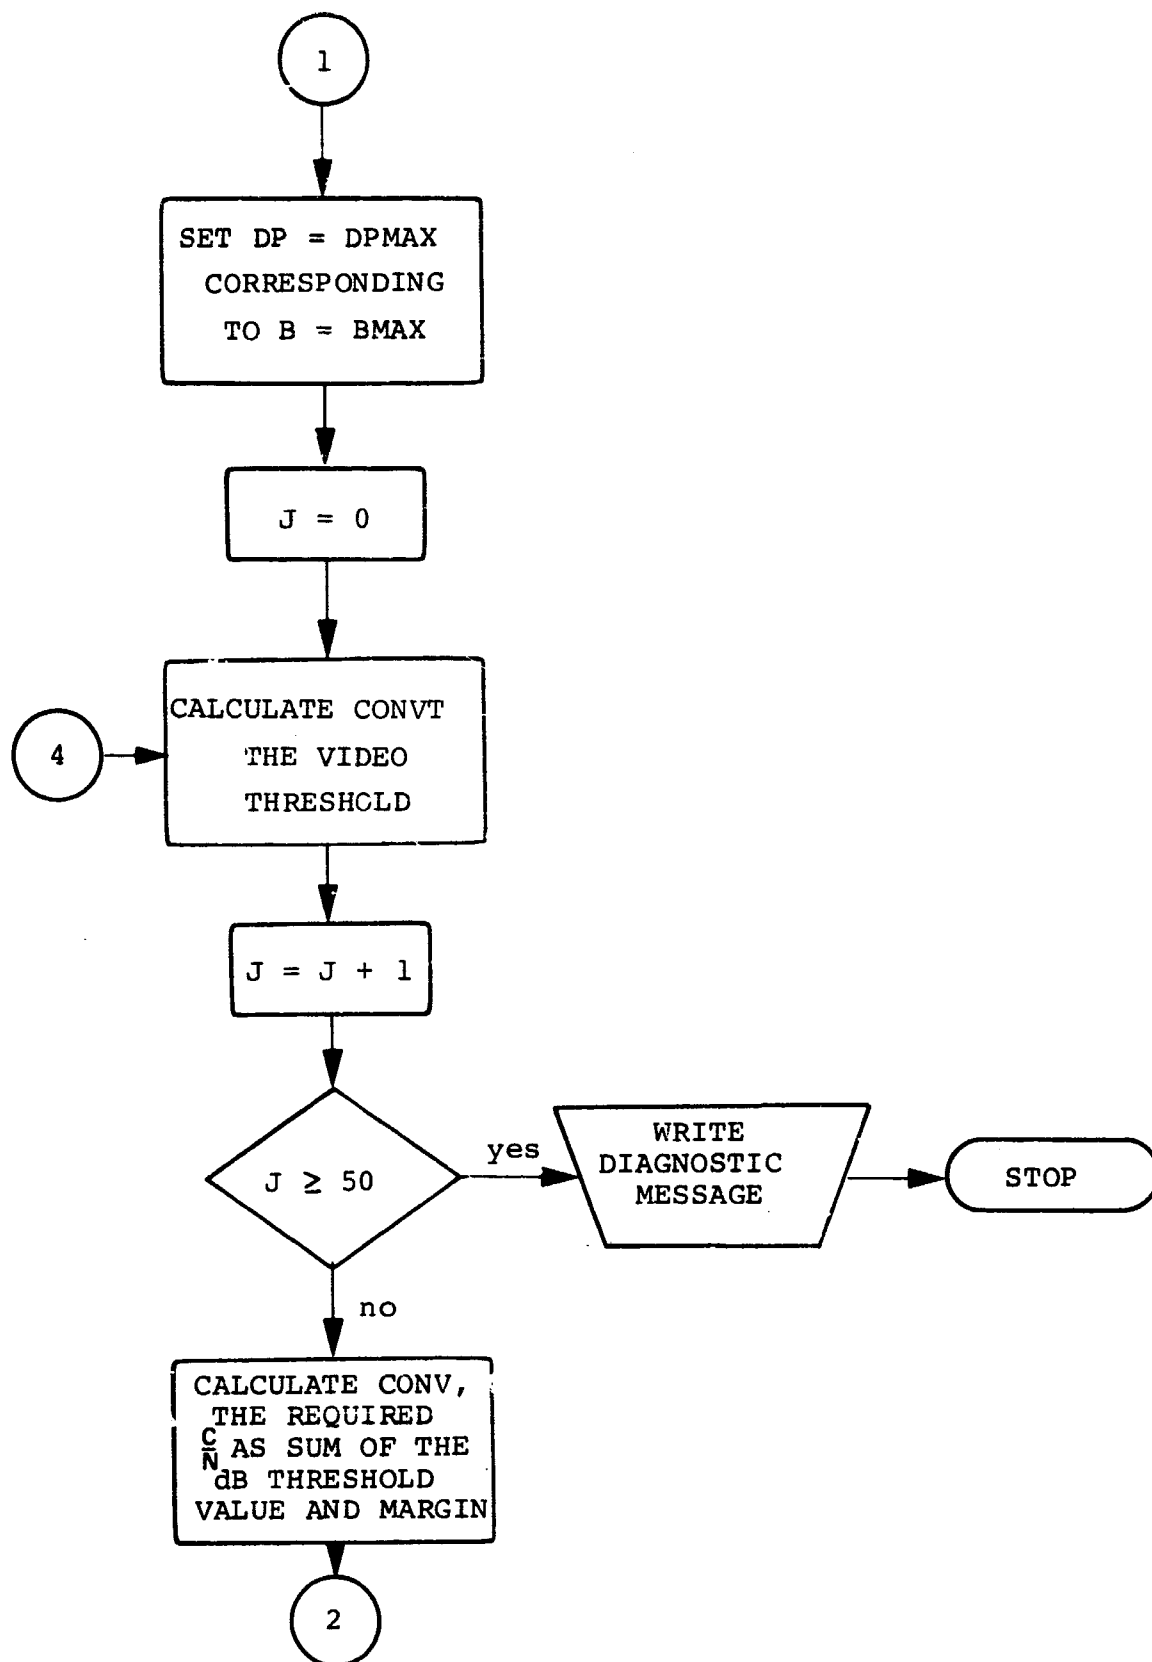 1
SET DP = DPMAX
CORRESPONDING
TO B = BMAX
J = 0
4
CALCULATE CONVT
THE VIDEO
THRESHOLD
J = J + 1
J ≥ 50
yes
WRITE
DIAGNOSTIC
MESSAGE
STOP
no
CALCULATE CONV,
THE REQUIRED
C/N AS SUM OF THE
dB THRESHOLD
VALUE AND MARGIN
2